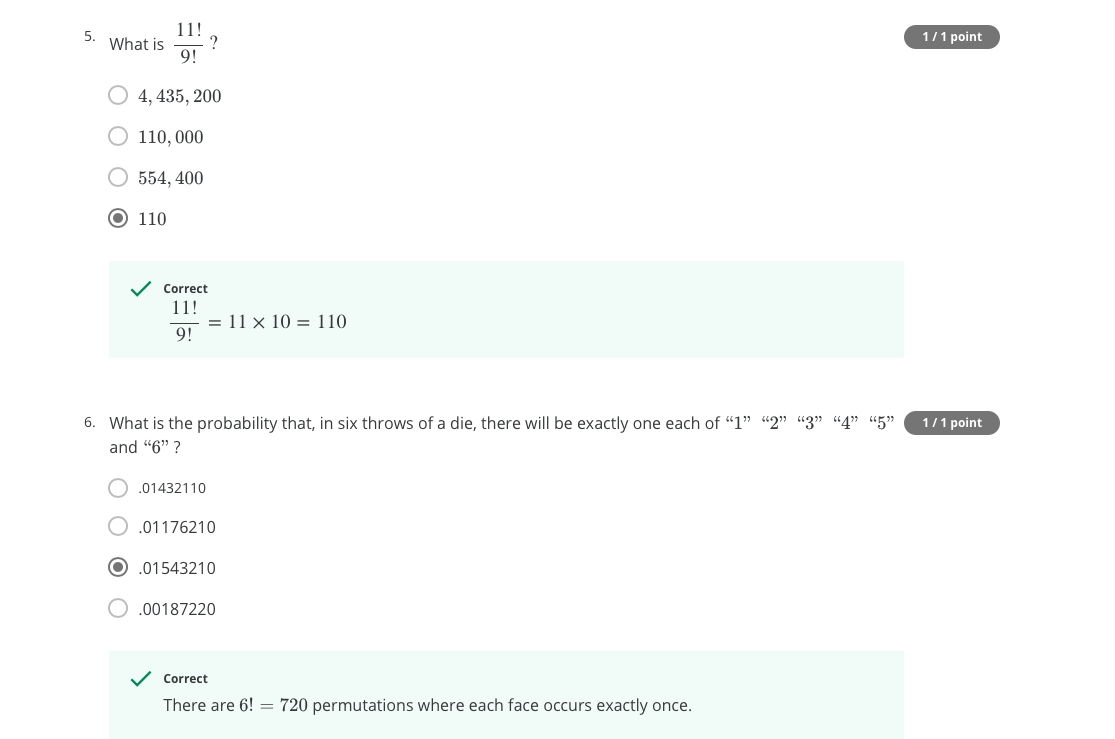 5. What is 11!/9! ?
1 / 1 point
4, 435, 200
110, 000
554, 400
110
Correct
11!/9! = 11 × 10 = 110
6. What is the probability that, in six throws of a die, there will be exactly one each of “1” “2” “3” “4” “5”
1 / 1 point
and “6” ?
.01432110
.01176210
.01543210
.00187220
Correct
There are 6! = 720 permutations where each face occurs exactly once.